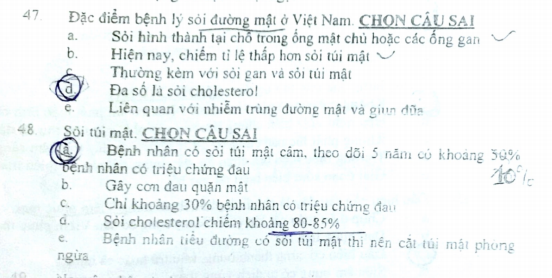 47. Đặc điểm bệnh lý sỏi đường mật ở Việt Nam. CHỌN CÂU SAI
a. Sỏi hình thành tại chỗ trong ống mật chủ hoặc các ống gan
b. Hiện nay, chiếm tỉ lệ thấp hơn sỏi túi mật
c. Thường kèm với sỏi gan và sỏi túi mật
d. Đa số là sỏi cholesterol
e. Liên quan với nhiễm trùng đường mật và giun đũa
48. Sỏi túi mật. CHỌN CÂU SAI
a. Bệnh nhân có sỏi túi mật câm, theo dõi 5 năm có khoảng 30%
bệnh nhân có triệu chứng đau
10%
b. Gây cơn đau quặn mật
c. Chỉ khoảng 30% bệnh nhân có triệu chứng đau
d. Sỏi cholesterol chiếm khoảng 80-85%
e. Bệnh nhân tiểu đường có sỏi túi mật thì nên cắt túi mật phòng
ngừa